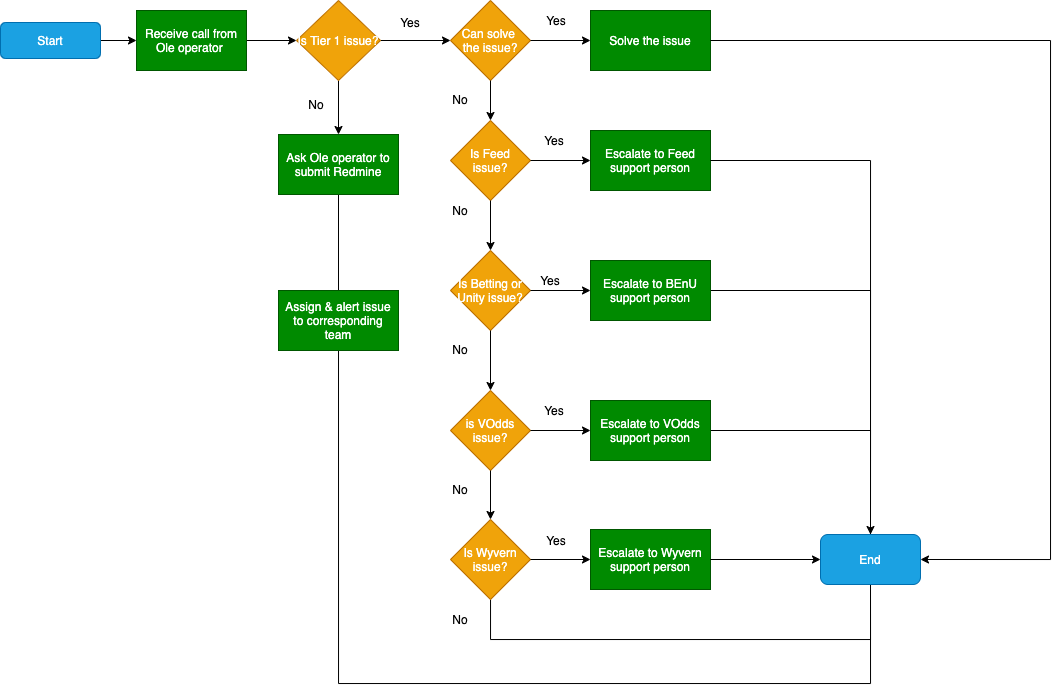 Start
Receive call from
Ole operator
Is Tier 1 issue?
Yes
Can solve
the issue?
Yes
Solve the issue
No
Ask Ole operator to
submit Redmine
Assign & alert issue
to corresponding
team
No
Is Feed
issue?
Yes
Escalate to Feed
support person
No
Is Betting or
Unity issue?
Yes
Escalate to BEnU
support person
No
is VOdds
issue?
Yes
Escalate to VOdds
support person
No
Is Wyvern
issue?
Yes
Escalate to Wyvern
support person
End
No